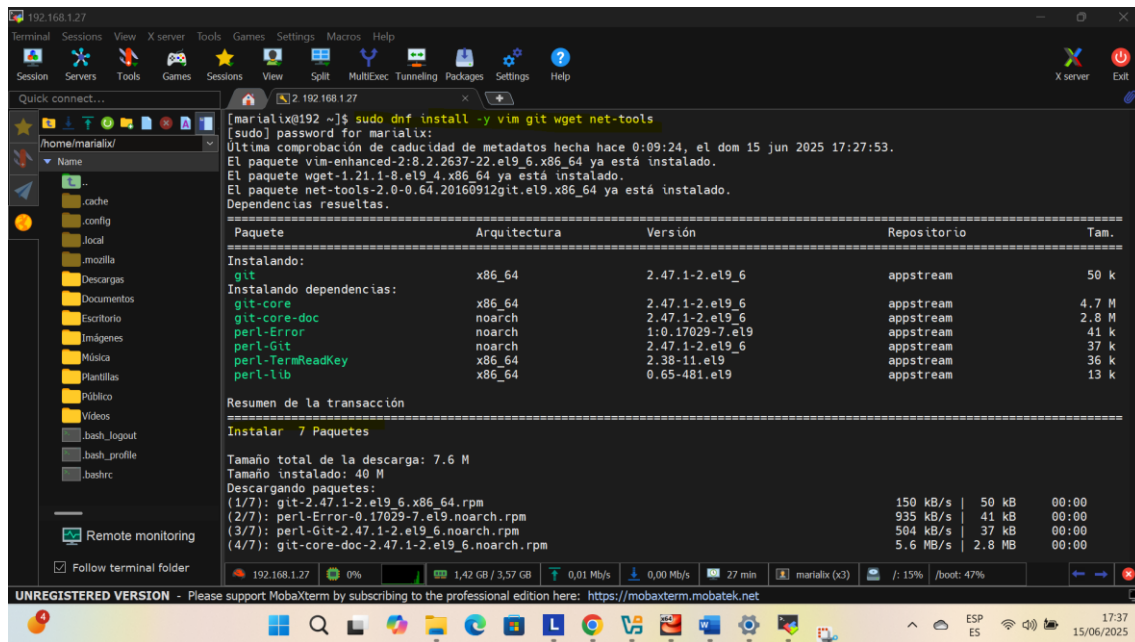 192.168.1.27
Terminal Sessions View X server Tools Games Settings Macros Help
Session Servers Tools Games Sessions View Split MultiExec Tunneling Packages Settings Help X server Exit
Quick connect...
2. 192.168.1.27
/home/marialix/
Name
..
.cache
.config
.local
.mozilla
Descargas
Documentos
Escritorio
Imágenes
Música
Plantillas
Público
Vídeos
.bash_logout
.bash_profile
.bashrc
Remote monitoring
Follow terminal folder
[marialix@192 ~]$ sudo dnf install -y vim git wget net-tools
[sudo] password for marialix:
Última comprobación de caducidad de metadatos hecha hace 0:09:24, el dom 15 jun 2025 17:27:53.
El paquete vim-enhanced-2:8.2.2637-22.el9_6.x86_64 ya está instalado.
El paquete wget-1.21.1-8.el9_4.x86_64 ya está instalado.
El paquete net-tools-2.0-0.64.20160912git.el9.x86_64 ya está instalado.
Dependencias resueltas.
Paquete Arquitectura Versión Repositorio Tam.
Instalando:
git x86_64 2.47.1-2.el9_6 appstream 50 k
Instalando dependencias:
git-core x86_64 2.47.1-2.el9_6 appstream 4.7 M
git-core-doc noarch 2.47.1-2.el9_6 appstream 2.8 M
perl-Error noarch 1:0.17029-7.el9 appstream 41 k
perl-Git noarch 2.47.1-2.el9_6 appstream 37 k
perl-TermReadKey x86_64 2.38-11.el9 appstream 36 k
perl-lib x86_64 0.65-481.el9 appstream 13 k
Resumen de la transacción
Instalar 7 Paquetes
Tamaño total de la descarga: 7.6 M
Tamaño instalado: 40 M
Descargando paquetes:
(1/7): git-2.47.1-2.el9_6.x86_64.rpm 150 kB/s | 50 kB 00:00
(2/7): perl-Error-0.17029-7.el9.noarch.rpm 935 kB/s | 41 kB 00:00
(3/7): perl-Git-2.47.1-2.el9_6.noarch.rpm 504 kB/s | 37 kB 00:00
(4/7): git-core-doc-2.47.1-2.el9_6.noarch.rpm 5.6 MB/s | 2.8 MB 00:00
192.168.1.27 0% 1,42 GB / 3,57 GB 0,01 Mb/s 0,00 Mb/s 27 min marialix (x3) /: 15% /boot: 47%
UNREGISTERED VERSION - Please support MobaXterm by subscribing to the professional edition here: https://mobaxterm.mobatek.net
4
ESP
ES
17:37
15/06/2025